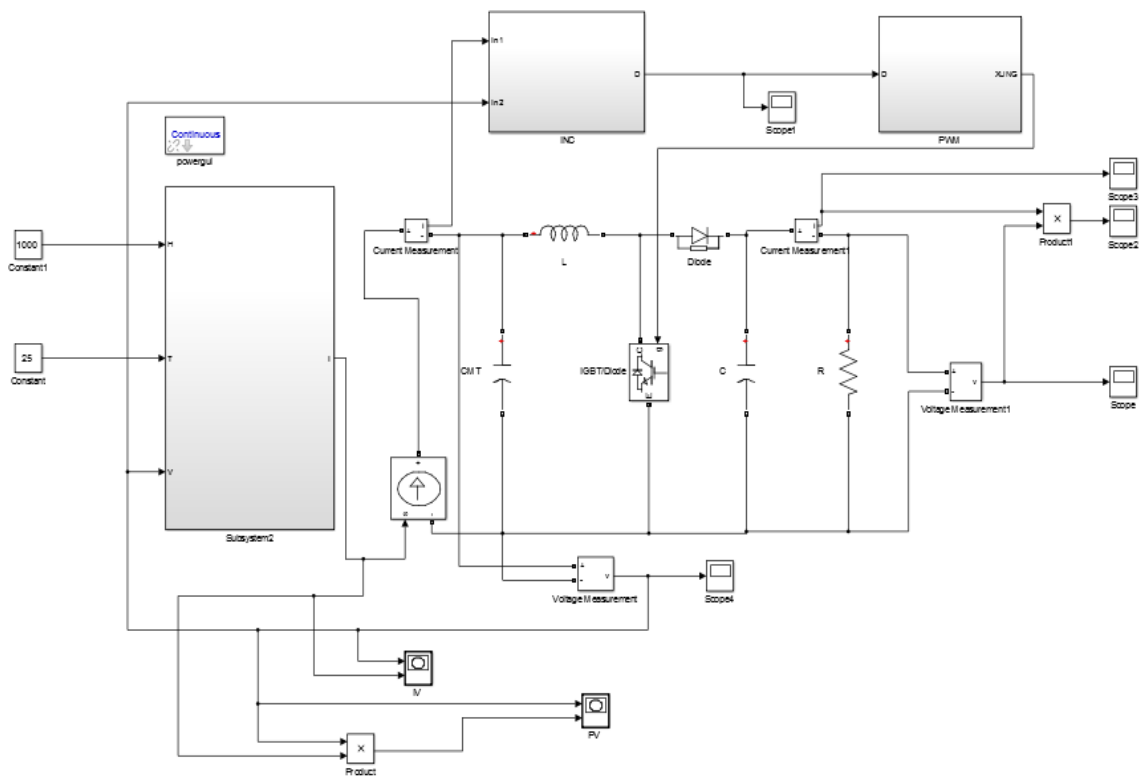 In1
In2
D
INC
Scope1
D
XLING
PWM
Continuous
powergui
1000
Constant1
25
Constant
H
T
V
I
Subsystem2
+
i
-
Current Measurement
L
Diode
+
i
-
Current Measurement1
Scope3
×
Product1
Scope2
CMT
g
C
E
IGBT/Diode
C
R
+
-
v
Voltage Measurement1
Scope
+
s
-
+
-
v
Voltage Measurement
Scope4
IV
PV
×
Product